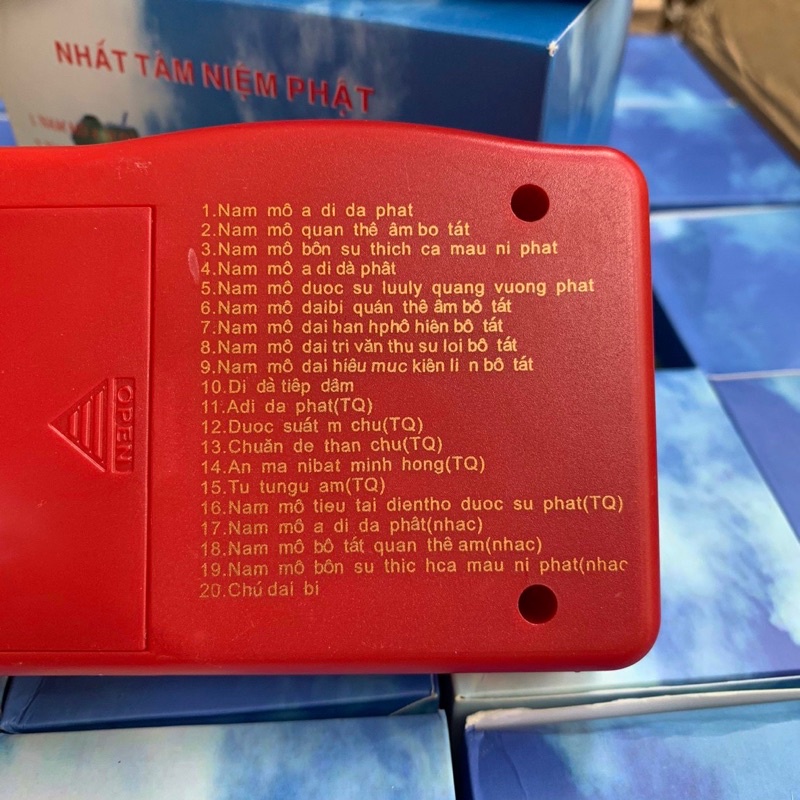 NHẤT TÂM NIỆM PHẬT
1.Nam mô a di da phat
2.Nam mô quan thê âm bo tát
3.Nam mô bôn su thich ca mau ni phat
4.Nam mô a di dà phât
5.Nam mô duoc su luuly quang vuong phat
6.Nam mô daibi quán thê âm bô tát
7.Nam mô dai han hphô hiên bô tát
8.Nam mô dai tri văn thu su loi bô tát
9.Nam mô dai hiêu muc kiên li n bô tát
10.Di dà tiêp dâm
11.Adi da phat(TQ)
12.Duoc suát m chu(TQ)
13.Chuăn de than chu(TQ)
14.An ma nibat minh hong(TQ)
15.Tu tungu am(TQ)
16.Nam mô tieu tai dientho duoc su phat(TQ)
17.Nam mô a di da phât(nhac)
18.Nam mô bô tát quan thê am(nhac)
19.Nam mô bôn su thic hca mau ni phat(nhac
20.Chú dai bi
OPEN